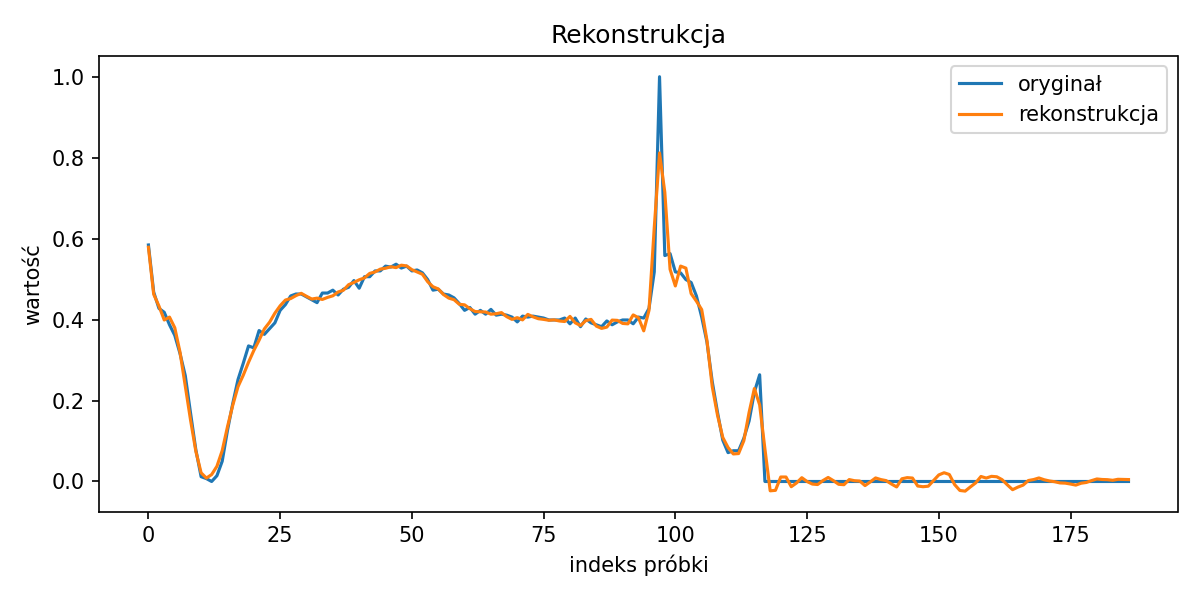 Rekonstrukcja
oryginał
rekonstrukcja
wartość
1.0
0.8
0.6
0.4
0.2
0.0
0 25 50 75 100 125 150 175
indeks próbki